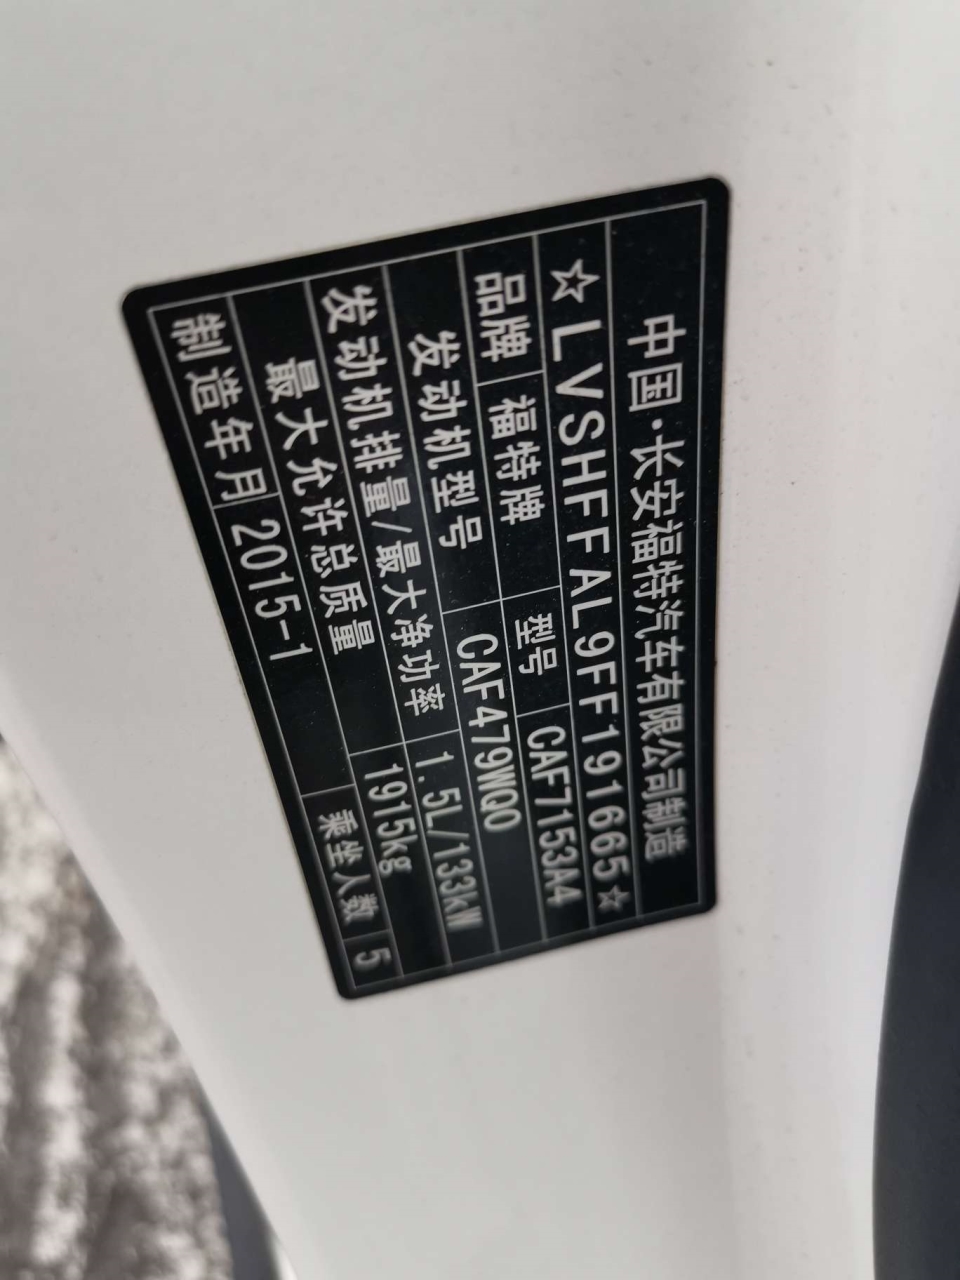 中国·长安福特汽车有限公司制造
☆LVSHFFAL9FF191665☆
品牌 福特牌 型号 CAF7153A4
发动机型号 CAF479WQ0
发动机排量/最大净功率 1.5L/133kW
最大允许总质量 1915kg
制造年月 2015-1 乘坐人数 5